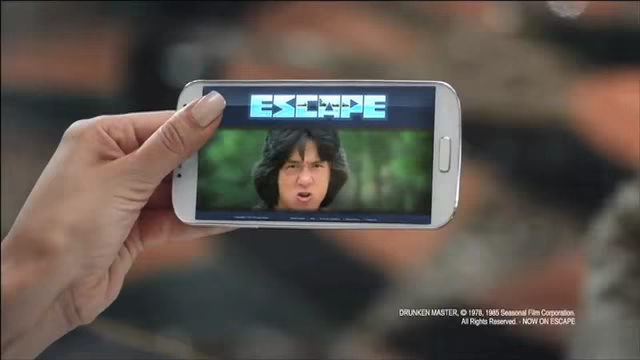 ESCAPE
DRUNKEN MASTER, © 1978, 1985 Seasonal Film Corporation.
All Rights Reserved. - NOW ON ESCAPE